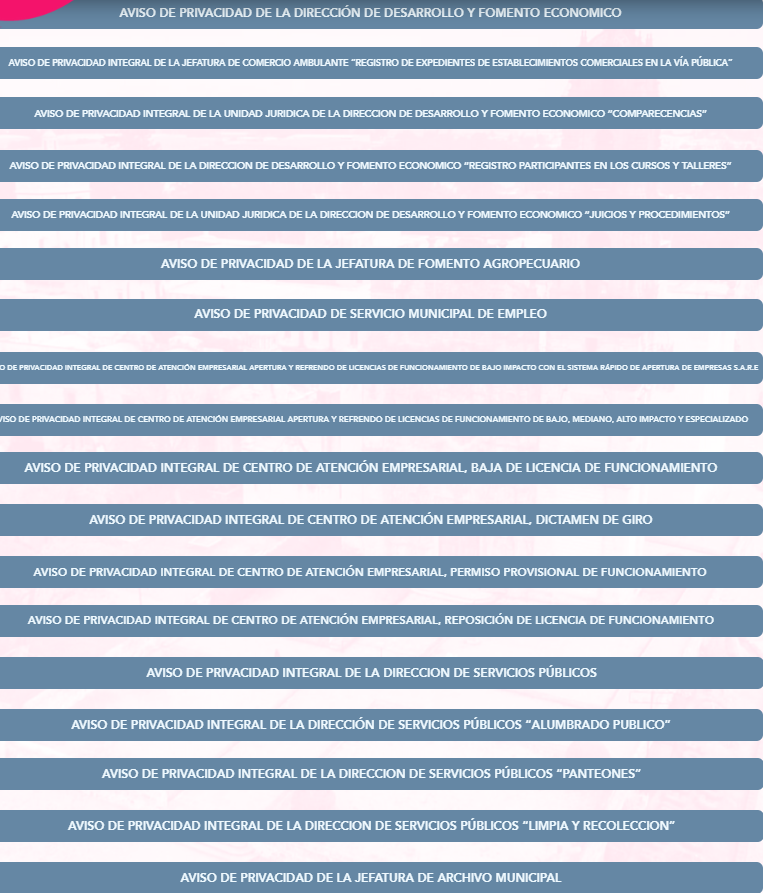 AVISO DE PRIVACIDAD DE LA DIRECCIÓN DE DESARROLLO Y FOMENTO ECONOMICO
AVISO DE PRIVACIDAD INTEGRAL DE LA JEFATURA DE COMERCIO AMBULANTE “REGISTRO DE EXPEDIENTES DE ESTABLECIMIENTOS COMERCIALES EN LA VÍA PÚBLICA”
AVISO DE PRIVACIDAD INTEGRAL DE LA UNIDAD JURIDICA DE LA DIRECCION DE DESARROLLO Y FOMENTO ECONOMICO “COMPARECENCIAS”
AVISO DE PRIVACIDAD INTEGRAL DE LA DIRECCION DE DESARROLLO Y FOMENTO ECONOMICO “REGISTRO PARTICIPANTES EN LOS CURSOS Y TALLERES”
AVISO DE PRIVACIDAD INTEGRAL DE LA UNIDAD JURIDICA DE LA DIRECCION DE DESARROLLO Y FOMENTO ECONOMICO “JUICIOS Y PROCEDIMIENTOS”
AVISO DE PRIVACIDAD DE LA JEFATURA DE FOMENTO AGROPECUARIO
AVISO DE PRIVACIDAD DE SERVICIO MUNICIPAL DE EMPLEO
O DE PRIVACIDAD INTEGRAL DE CENTRO DE ATENCIÓN EMPRESARIAL APERTURA Y REFRENDO DE LICENCIAS DE FUNCIONAMIENTO DE BAJO IMPACTO CON EL SISTEMA RÁPIDO DE APERTURA DE EMPRESAS S.A.R.E
VISO DE PRIVACIDAD INTEGRAL DE CENTRO DE ATENCIÓN EMPRESARIAL APERTURA Y REFRENDO DE LICENCIAS DE FUNCIONAMIENTO DE BAJO, MEDIANO, ALTO IMPACTO Y ESPECIALIZADO
AVISO DE PRIVACIDAD INTEGRAL DE CENTRO DE ATENCIÓN EMPRESARIAL, BAJA DE LICENCIA DE FUNCIONAMIENTO
AVISO DE PRIVACIDAD INTEGRAL DE CENTRO DE ATENCIÓN EMPRESARIAL, DICTAMEN DE GIRO
AVISO DE PRIVACIDAD INTEGRAL DE CENTRO DE ATENCIÓN EMPRESARIAL, PERMISO PROVISIONAL DE FUNCIONAMIENTO
AVISO DE PRIVACIDAD INTEGRAL DE CENTRO DE ATENCIÓN EMPRESARIAL, REPOSICIÓN DE LICENCIA DE FUNCIONAMIENTO
AVISO DE PRIVACIDAD INTEGRAL DE LA DIRECCION DE SERVICIOS PÚBLICOS
AVISO DE PRIVACIDAD INTEGRAL DE LA DIRECCIÓN DE SERVICIOS PÚBLICOS “ALUMBRADO PUBLICO”
AVISO DE PRIVACIDAD INTEGRAL DE LA DIRECCION DE SERVICIOS PÚBLICOS “PANTEONES”
AVISO DE PRIVACIDAD INTEGRAL DE LA DIRECCION DE SERVICIOS PÚBLICOS “LIMPIA Y RECOLECCION”
AVISO DE PRIVACIDAD DE LA JEFATURA DE ARCHIVO MUNICIPAL